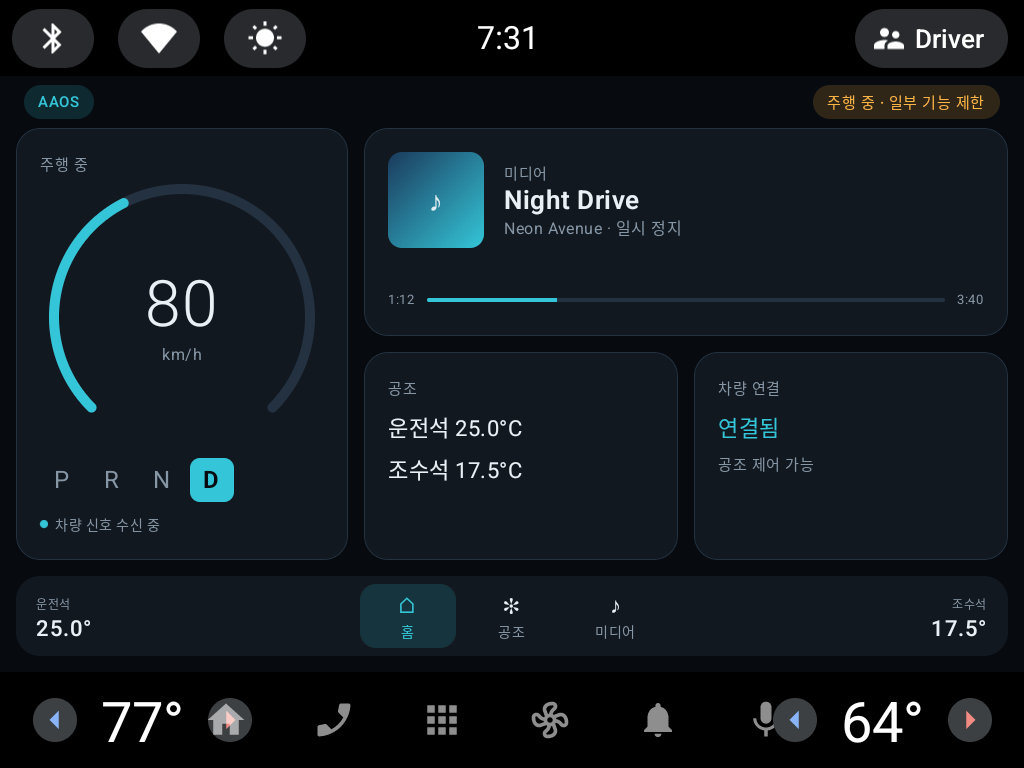 7:31
Driver
AAOS
주행 중 · 일부 기능 제한
주행 중
80
km/h
P R N D
차량 신호 수신 중
미디어
Night Drive
Neon Avenue · 일시 정지
1:12
3:40
공조
운전석 25.0°C
조수석 17.5°C
차량 연결
연결됨
공조 제어 가능
운전석
25.0°
홈
공조
미디어
조수석
17.5°
77°
64°